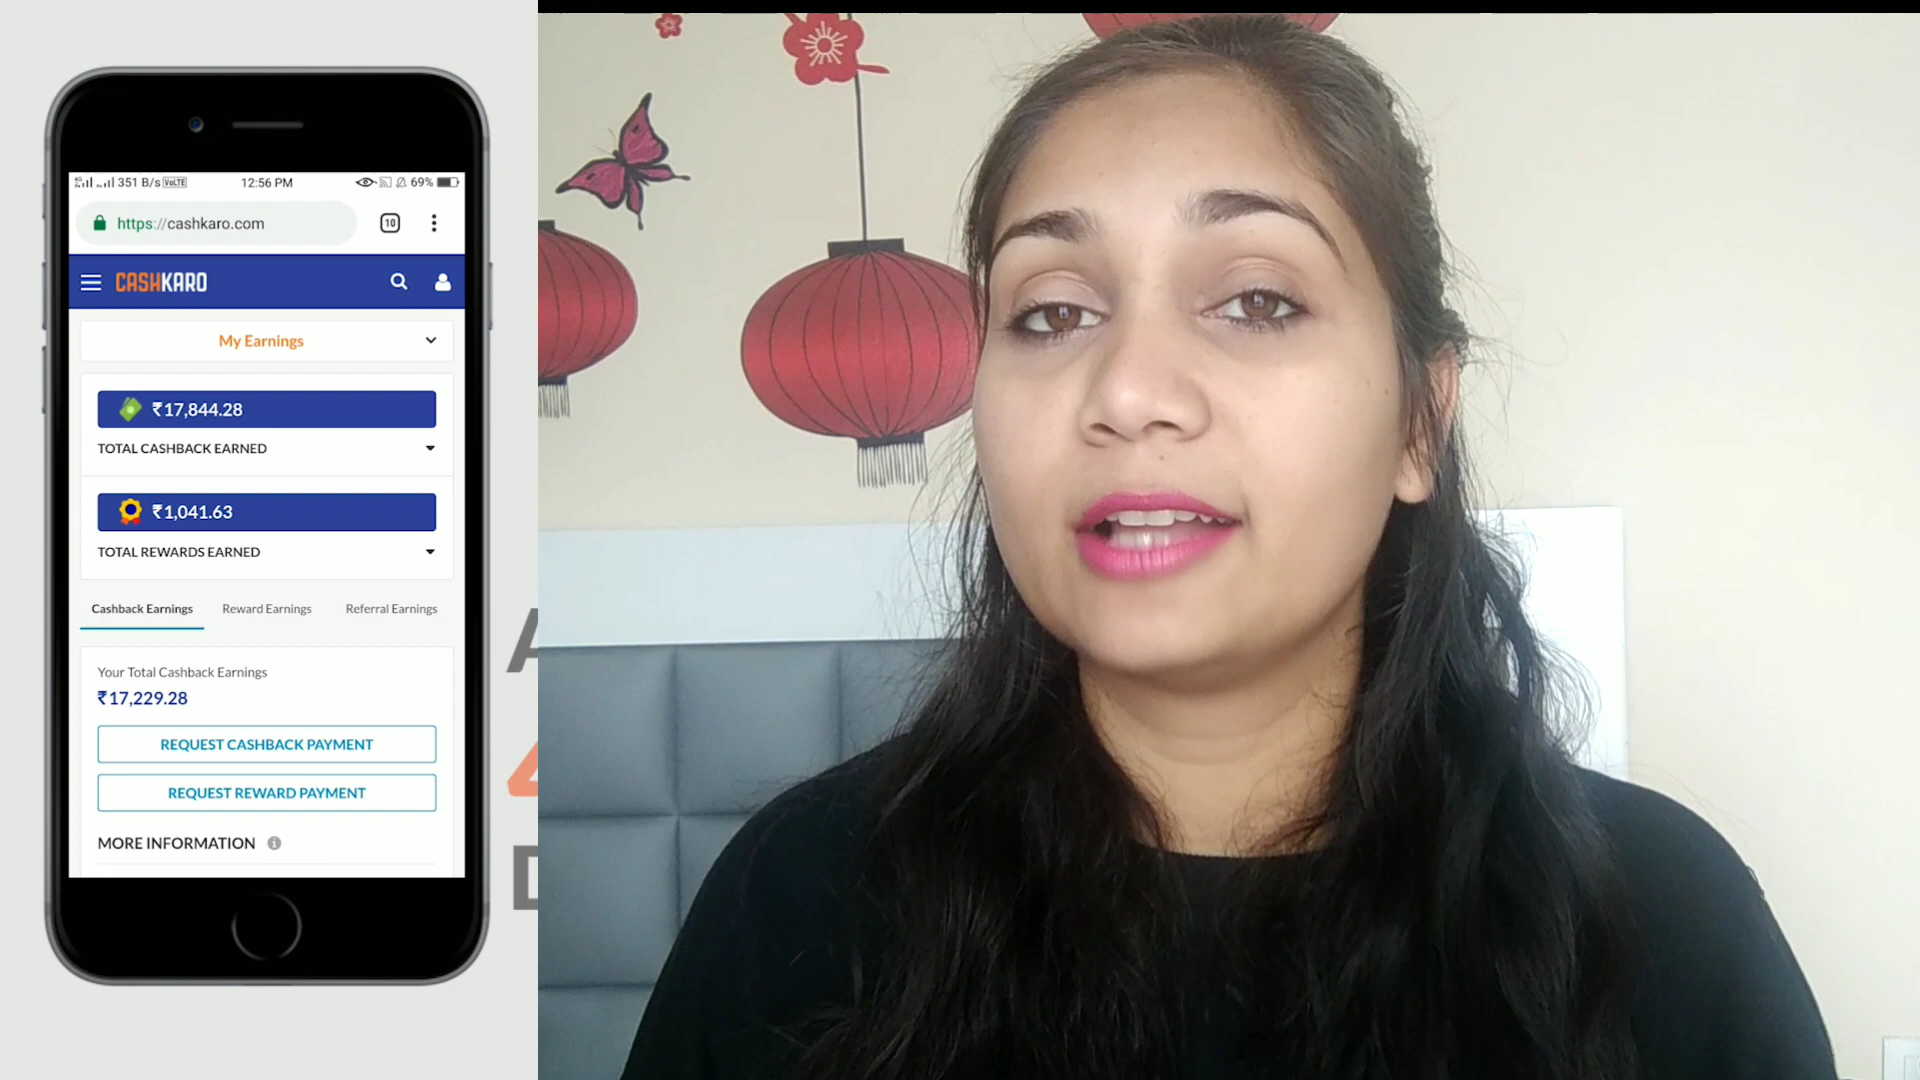 351 B/s VoLTE 12:56 PM 69%
https://cashkaro.com 10
CASHKARO
My Earnings
₹17,844.28
TOTAL CASHBACK EARNED
₹1,041.63
TOTAL REWARDS EARNED
Cashback Earnings Reward Earnings Referral Earnings
Your Total Cashback Earnings
₹17,229.28
REQUEST CASHBACK PAYMENT
REQUEST REWARD PAYMENT
MORE INFORMATION